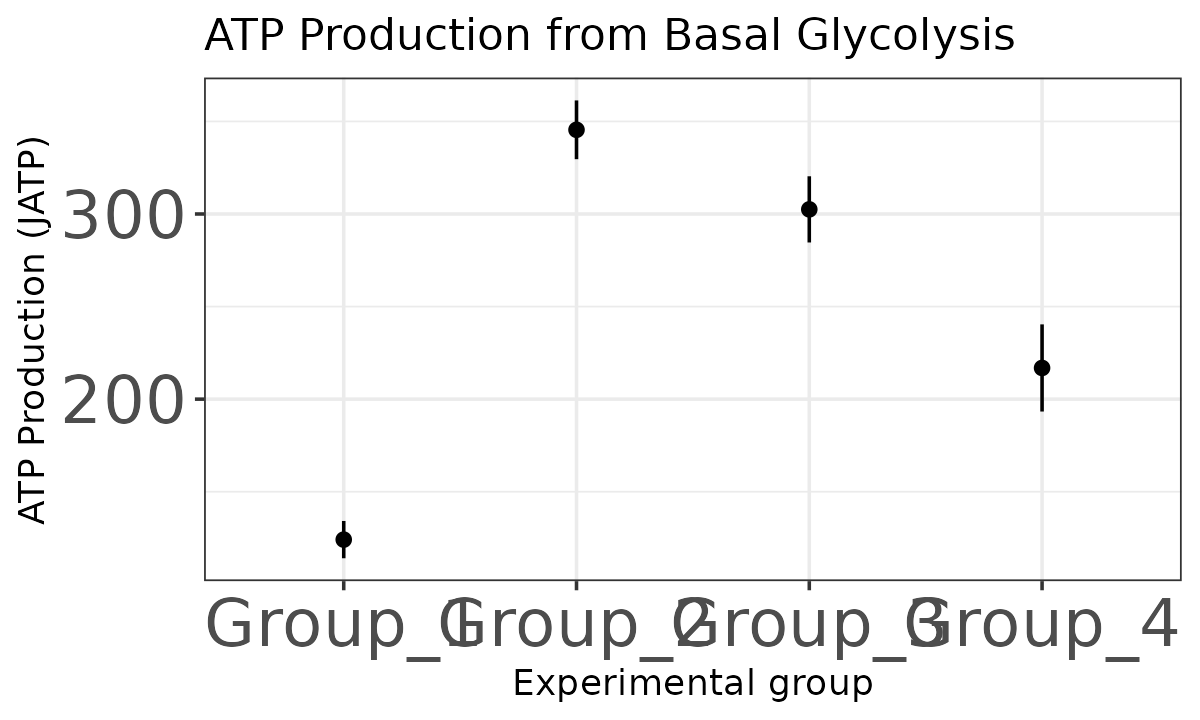 ATP Production from Basal Glycolysis
ATP Production (JATP)
300
200
Group_1 Group_2 Group_3 Group_4
Experimental group